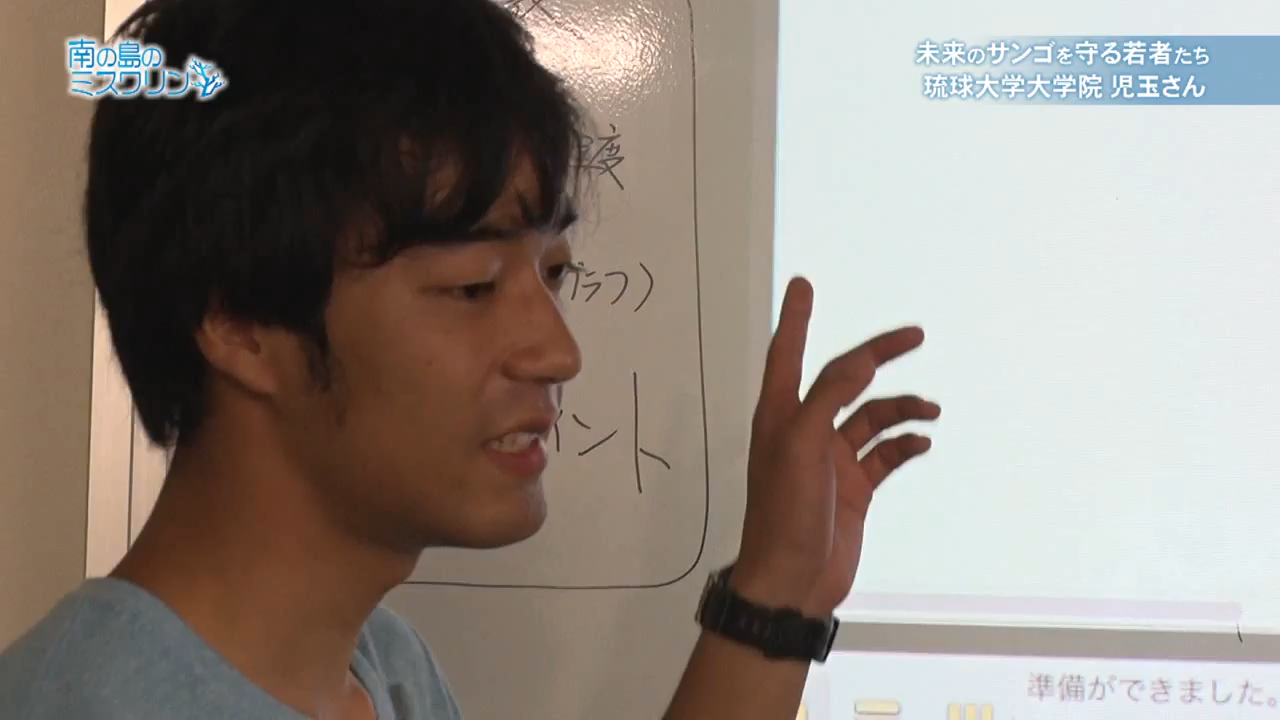 南の島の
ミスワリン
未来のサンゴを守る若者たち
琉球大学大学院 児玉さん
度
グラフ)
イント
準備ができました。